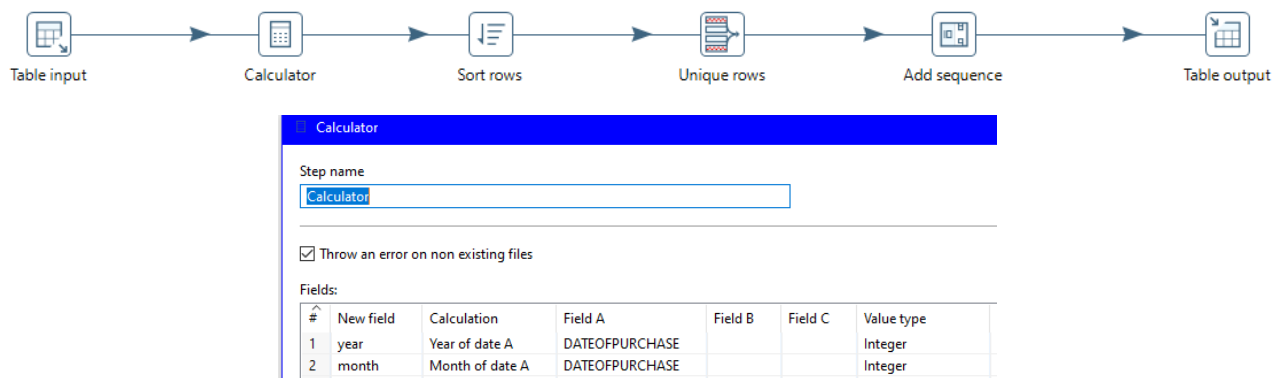 Table input Calculator Sort rows Unique rows Add sequence Table output
Calculator
Step name
Calculator
Throw an error on non existing files
Fields:
# New field Calculation Field A Field B Field C Value type
1 year Year of date A DATEOFPURCHASE Integer
2 month Month of date A DATEOFPURCHASE Integer